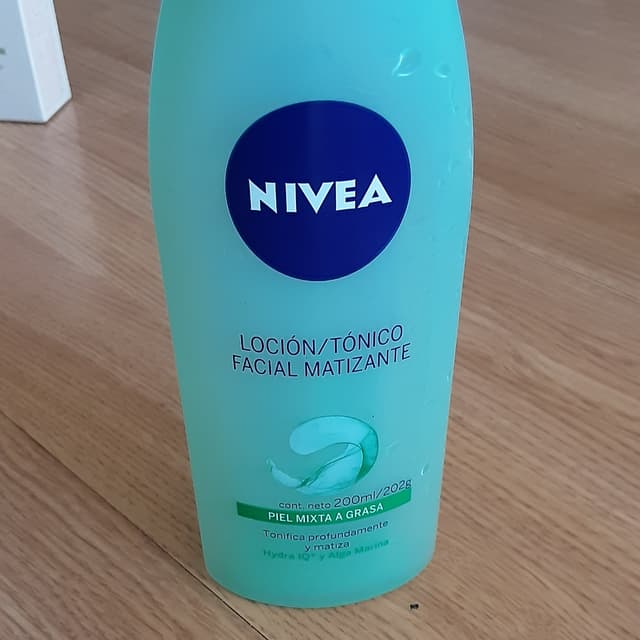 NIVEA
LOCIÓN/TÓNICO
FACIAL MATIZANTE
cont. neto 200ml/202g
PIEL MIXTA A GRASA
Tonifica profundamente
y matiza
Hydra IQ* y Alga Marina